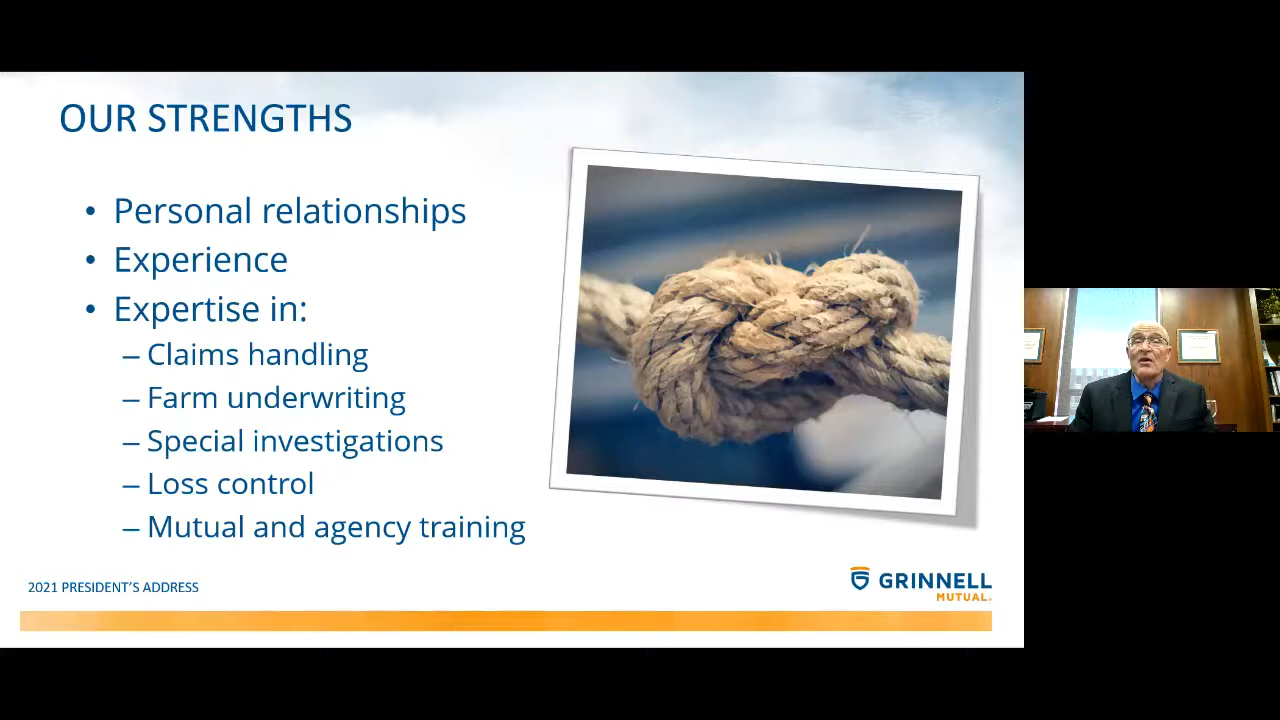 OUR STRENGTHS
• Personal relationships
• Experience
• Expertise in:
– Claims handling
– Farm underwriting
– Special investigations
– Loss control
– Mutual and agency training
2021 PRESIDENT’S ADDRESS
GRINNELL
MUTUAL®